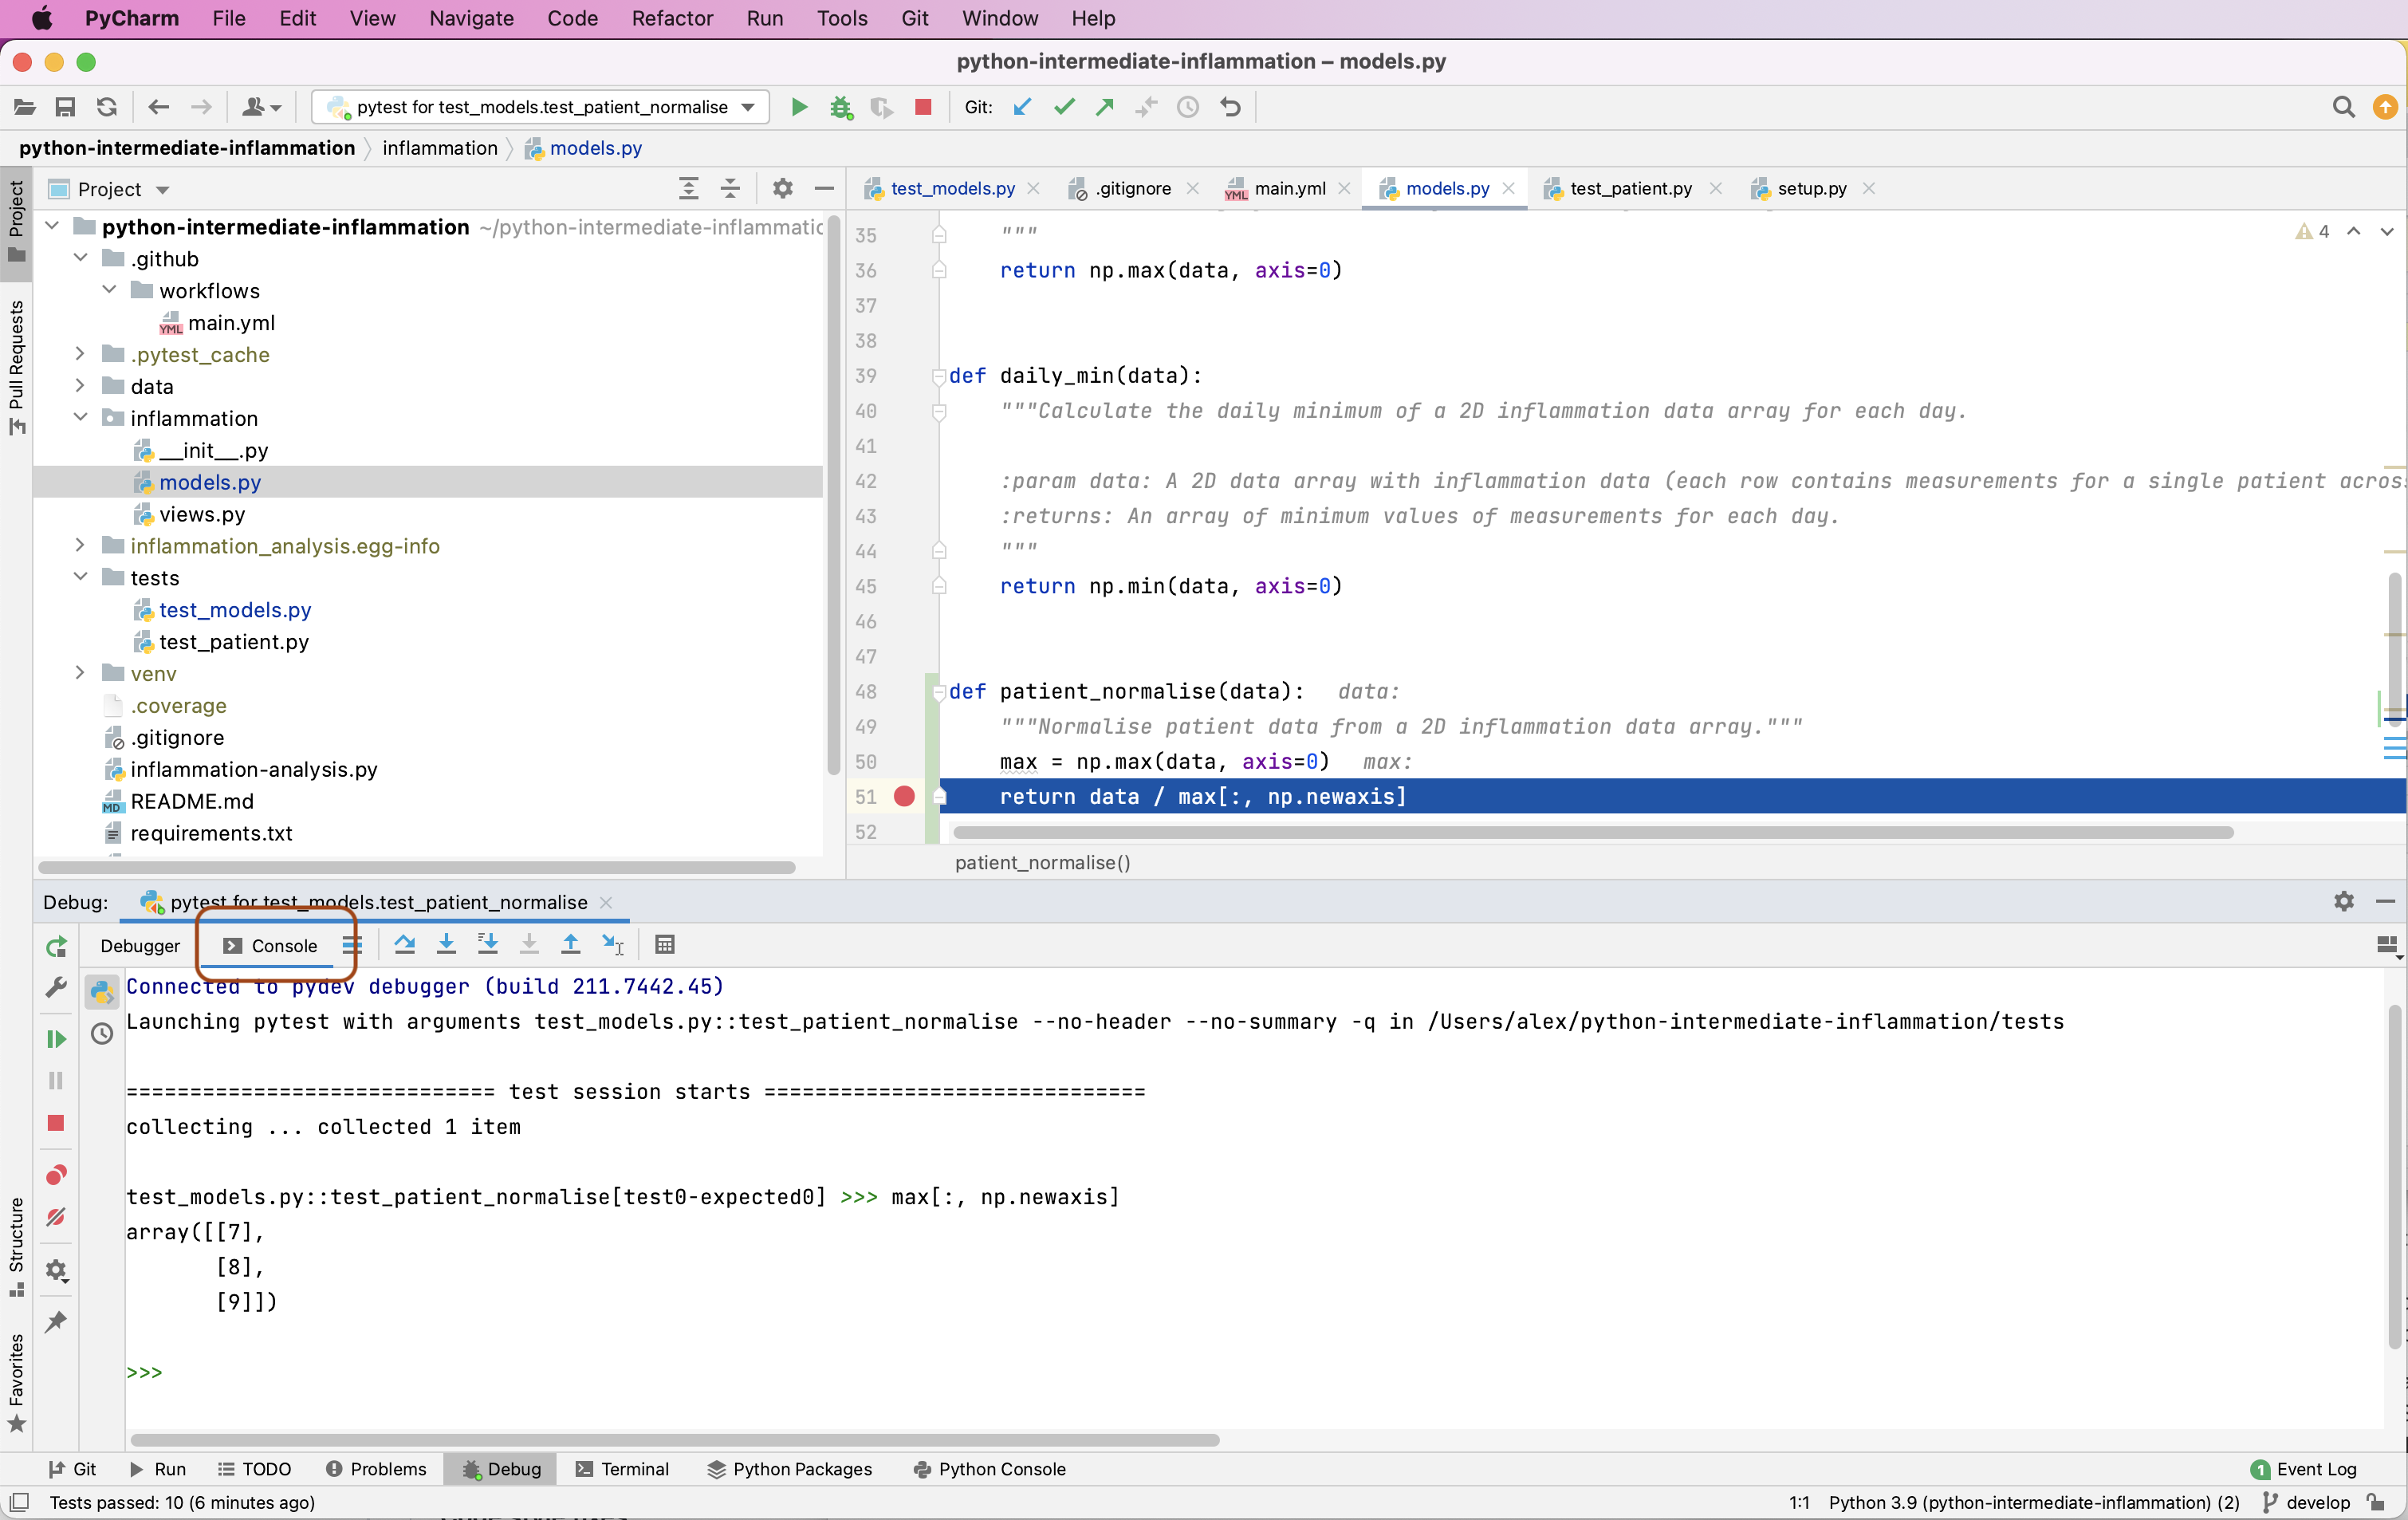 PyCharm File Edit View Navigate Code Refactor Run Tools Git Window Help
python-intermediate-inflammation – models.py
pytest for test_models.test_patient_normalise Git:
python-intermediate-inflammation inflammation models.py
Project
test_models.py .gitignore main.yml models.py test_patient.py setup.py
Project
Pull Requests
Structure
Favorites
python-intermediate-inflammation ~/python-intermediate-inflammatic
.github
workflows
YML main.yml
.pytest_cache
data
inflammation
__init__.py
models.py
views.py
inflammation_analysis.egg-info
tests
test_models.py
test_patient.py
venv
.coverage
.gitignore
inflammation-analysis.py
MD README.md
requirements.txt
4
35 """
36 return np.max(data, axis=0)
37
38
39 def daily_min(data):
40 """Calculate the daily minimum of a 2D inflammation data array for each day.
41
42 :param data: A 2D data array with inflammation data (each row contains measurements for a single patient acros
43 :returns: An array of minimum values of measurements for each day.
44 """
45 return np.min(data, axis=0)
46
47
48 def patient_normalise(data): data:
49 """Normalise patient data from a 2D inflammation data array."""
50 max = np.max(data, axis=0) max:
51 return data / max[:, np.newaxis]
52
patient_normalise()
Debug: pytest for test_models.test_patient_normalise
Debugger Console
Connected to pydev debugger (build 211.7442.45)
Launching pytest with arguments test_models.py::test_patient_normalise --no-header --no-summary -q in /Users/alex/python-intermediate-inflammation/tests
============================= test session starts ==============================
collecting ... collected 1 item
test_models.py::test_patient_normalise[test0-expected0] >>> max[:, np.newaxis]
array([[7],
[8],
[9]])
>>>
Git Run TODO Problems Debug Terminal Python Packages Python Console 1 Event Log
Tests passed: 10 (6 minutes ago) 1:1 Python 3.9 (python-intermediate-inflammation) (2) develop